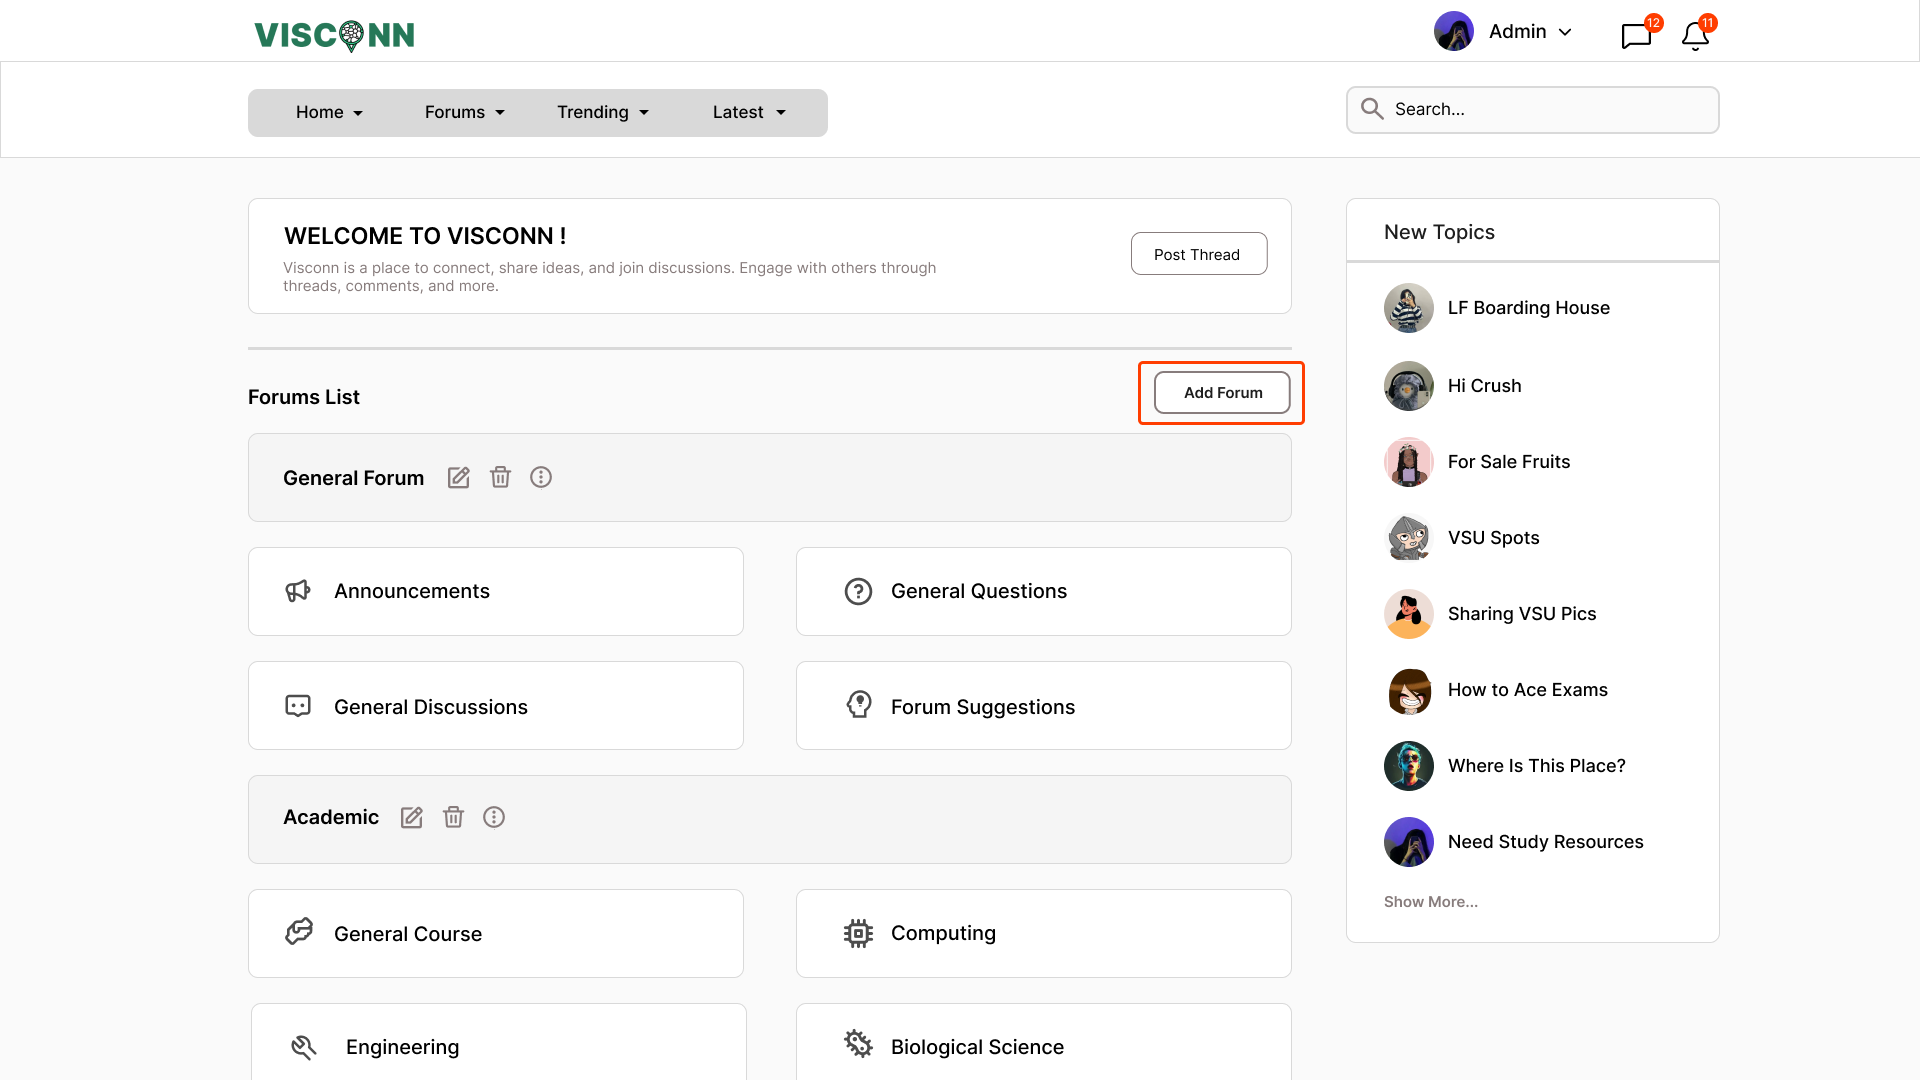 VISCONN
Admin
12
11
Home
Forums
Trending
Latest
Search...
WELCOME TO VISCONN !
Visconn is a place to connect, share ideas, and join discussions. Engage with others through
threads, comments, and more.
Post Thread
Forums List
Add Forum
General Forum
Announcements
General Questions
General Discussions
Forum Suggestions
Academic
General Course
Computing
Engineering
Biological Science
New Topics
LF Boarding House
Hi Crush
For Sale Fruits
VSU Spots
Sharing VSU Pics
How to Ace Exams
Where Is This Place?
Need Study Resources
Show More...